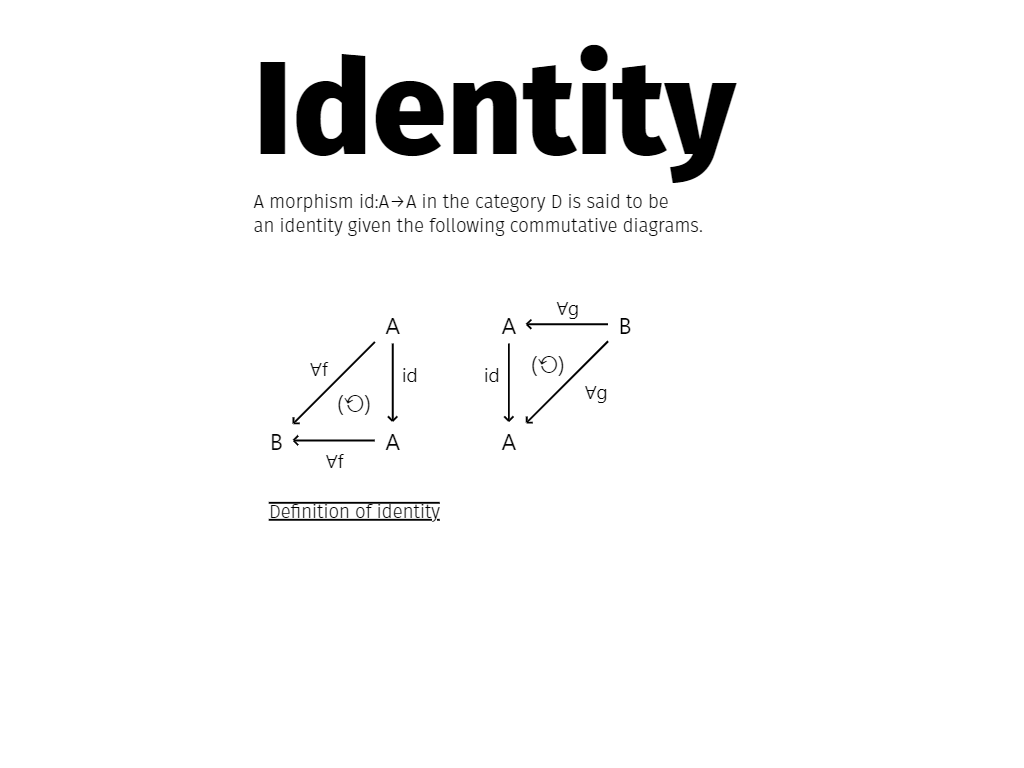 Identity
A morphism id:A→A in the category D is said to be
an identity given the following commutative diagrams.
∀g
A A B
∀f id id (↺)
(↺) ∀g
B A A
∀f
Definition of identity